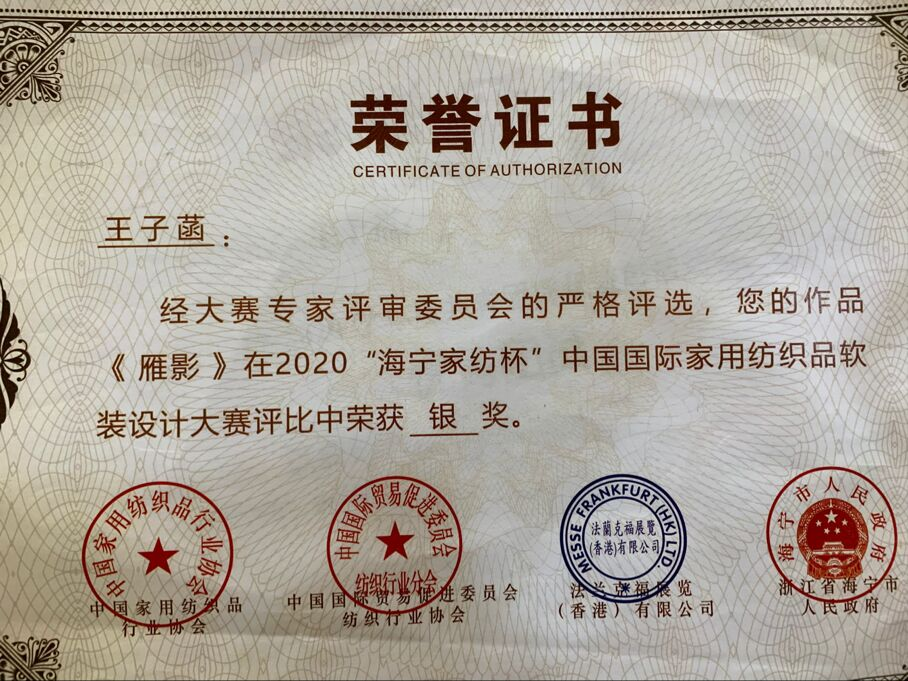 荣誉证书
CERTIFICATE OF AUTHORIZATION
王子菡：
经大赛专家评审委员会的严格评选，您的作品
《雁影》在2020“海宁家纺杯”中国国际家用纺织品软
装设计大赛评比中荣获 银 奖。
中国家用纺织品行业协会
中国国际贸易促进委员会
纺织行业分会
MESSE FRANKFURT (HK) LTD
法蘭克福展覽
(香港)有限公司
海宁市人民政府
中国家用纺织品
行业协会
中国国际贸易促进委员会
纺织行业分会
法兰克福展览
（香港）有限公司
浙江省海宁市
人民政府